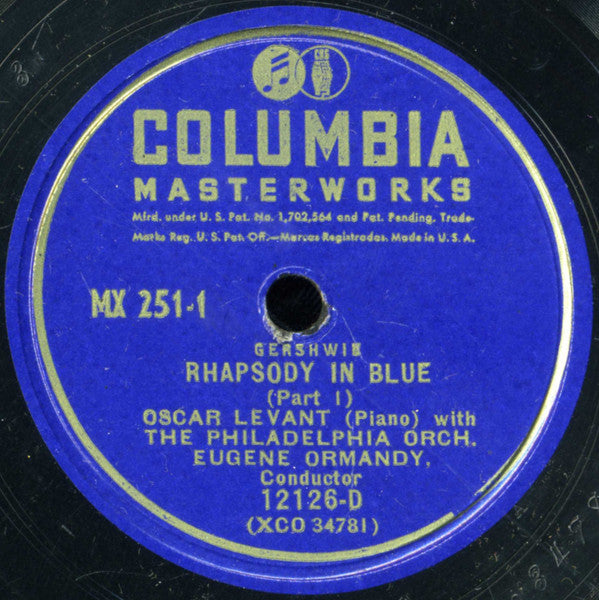 CBS
COLUMBIA
MASTERWORKS
Mfrd. under U. S. Pat. No. 1,702,564 and Pat. Pending. Trade-
Marks Reg. U. S. Pat. Off.—Marcas Registradas. Made in U. S. A.
MX 251-1
GERSHWIN
RHAPSODY IN BLUE
(Part 1)
OSCAR LEVANT (Piano) with
THE PHILADELPHIA ORCH.
EUGENE ORMANDY,
Conductor
12126-D
(XCO 34781)